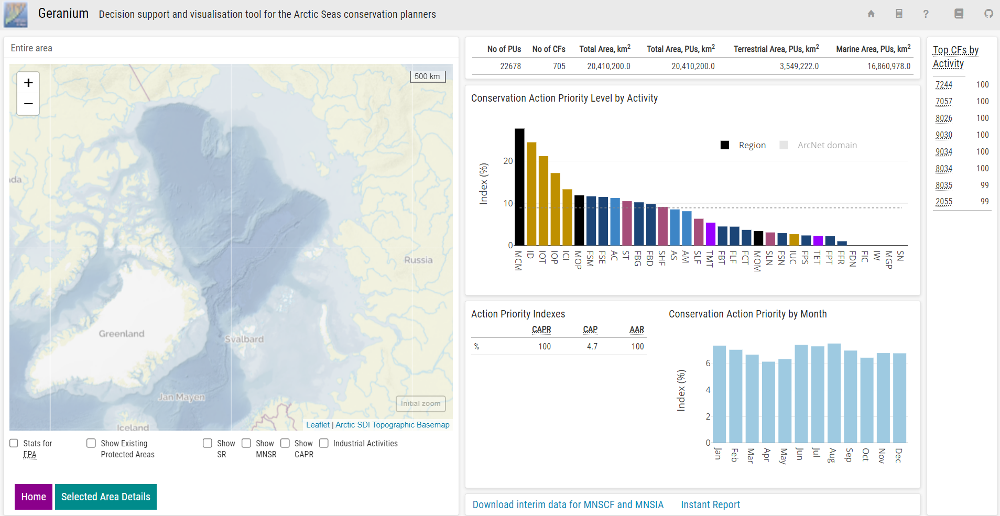 Geranium Decision support and visualisation tool for the Arctic Seas conservation planners
?
Entire area
+
−
500 km
ada
Russia
Greenland
Svalbard
Jan Mayen
Iceland
Initial zoom
Leaflet | Arctic SDI Topographic Basemap
Stats for
EPA
Show Existing
Protected Areas
Show
SR
Show
MNSR
Show
CAPR
Industrial Activities
Home
Selected Area Details
No of PUs No of CFs Total Area, km2 Total Area, PUs, km2 Terrestrial Area, PUs, km2 Marine Area, PUs, km2
22678 705 20,410,200.0 20,410,200.0 3,549,222.0 16,860,978.0
Conservation Action Priority Level by Activity
Region ArcNet domain
Index (%)
20
10
0
MCM ID IOT IOP ICI MOP FSM FSE AC ST FBG FBD SHF AS AM SLF TMT FBT FLF FCT MOM SLN FSN IUC FPS TET FPT FFR FDN FIC IW MGP SN
Action Priority Indexes
CAPR CAP AAR
% 100 4.7 100
Conservation Action Priority by Month
Index (%)
6
4
2
0
Jan Feb Mar Apr May Jun Jul Aug Sep Oct Nov Dec
Download interim data for MNSCF and MNSIA Instant Report
Top CFs by
Activity
7244 100
7057 100
8026 100
9030 100
9034 100
8034 100
8035 99
2055 99